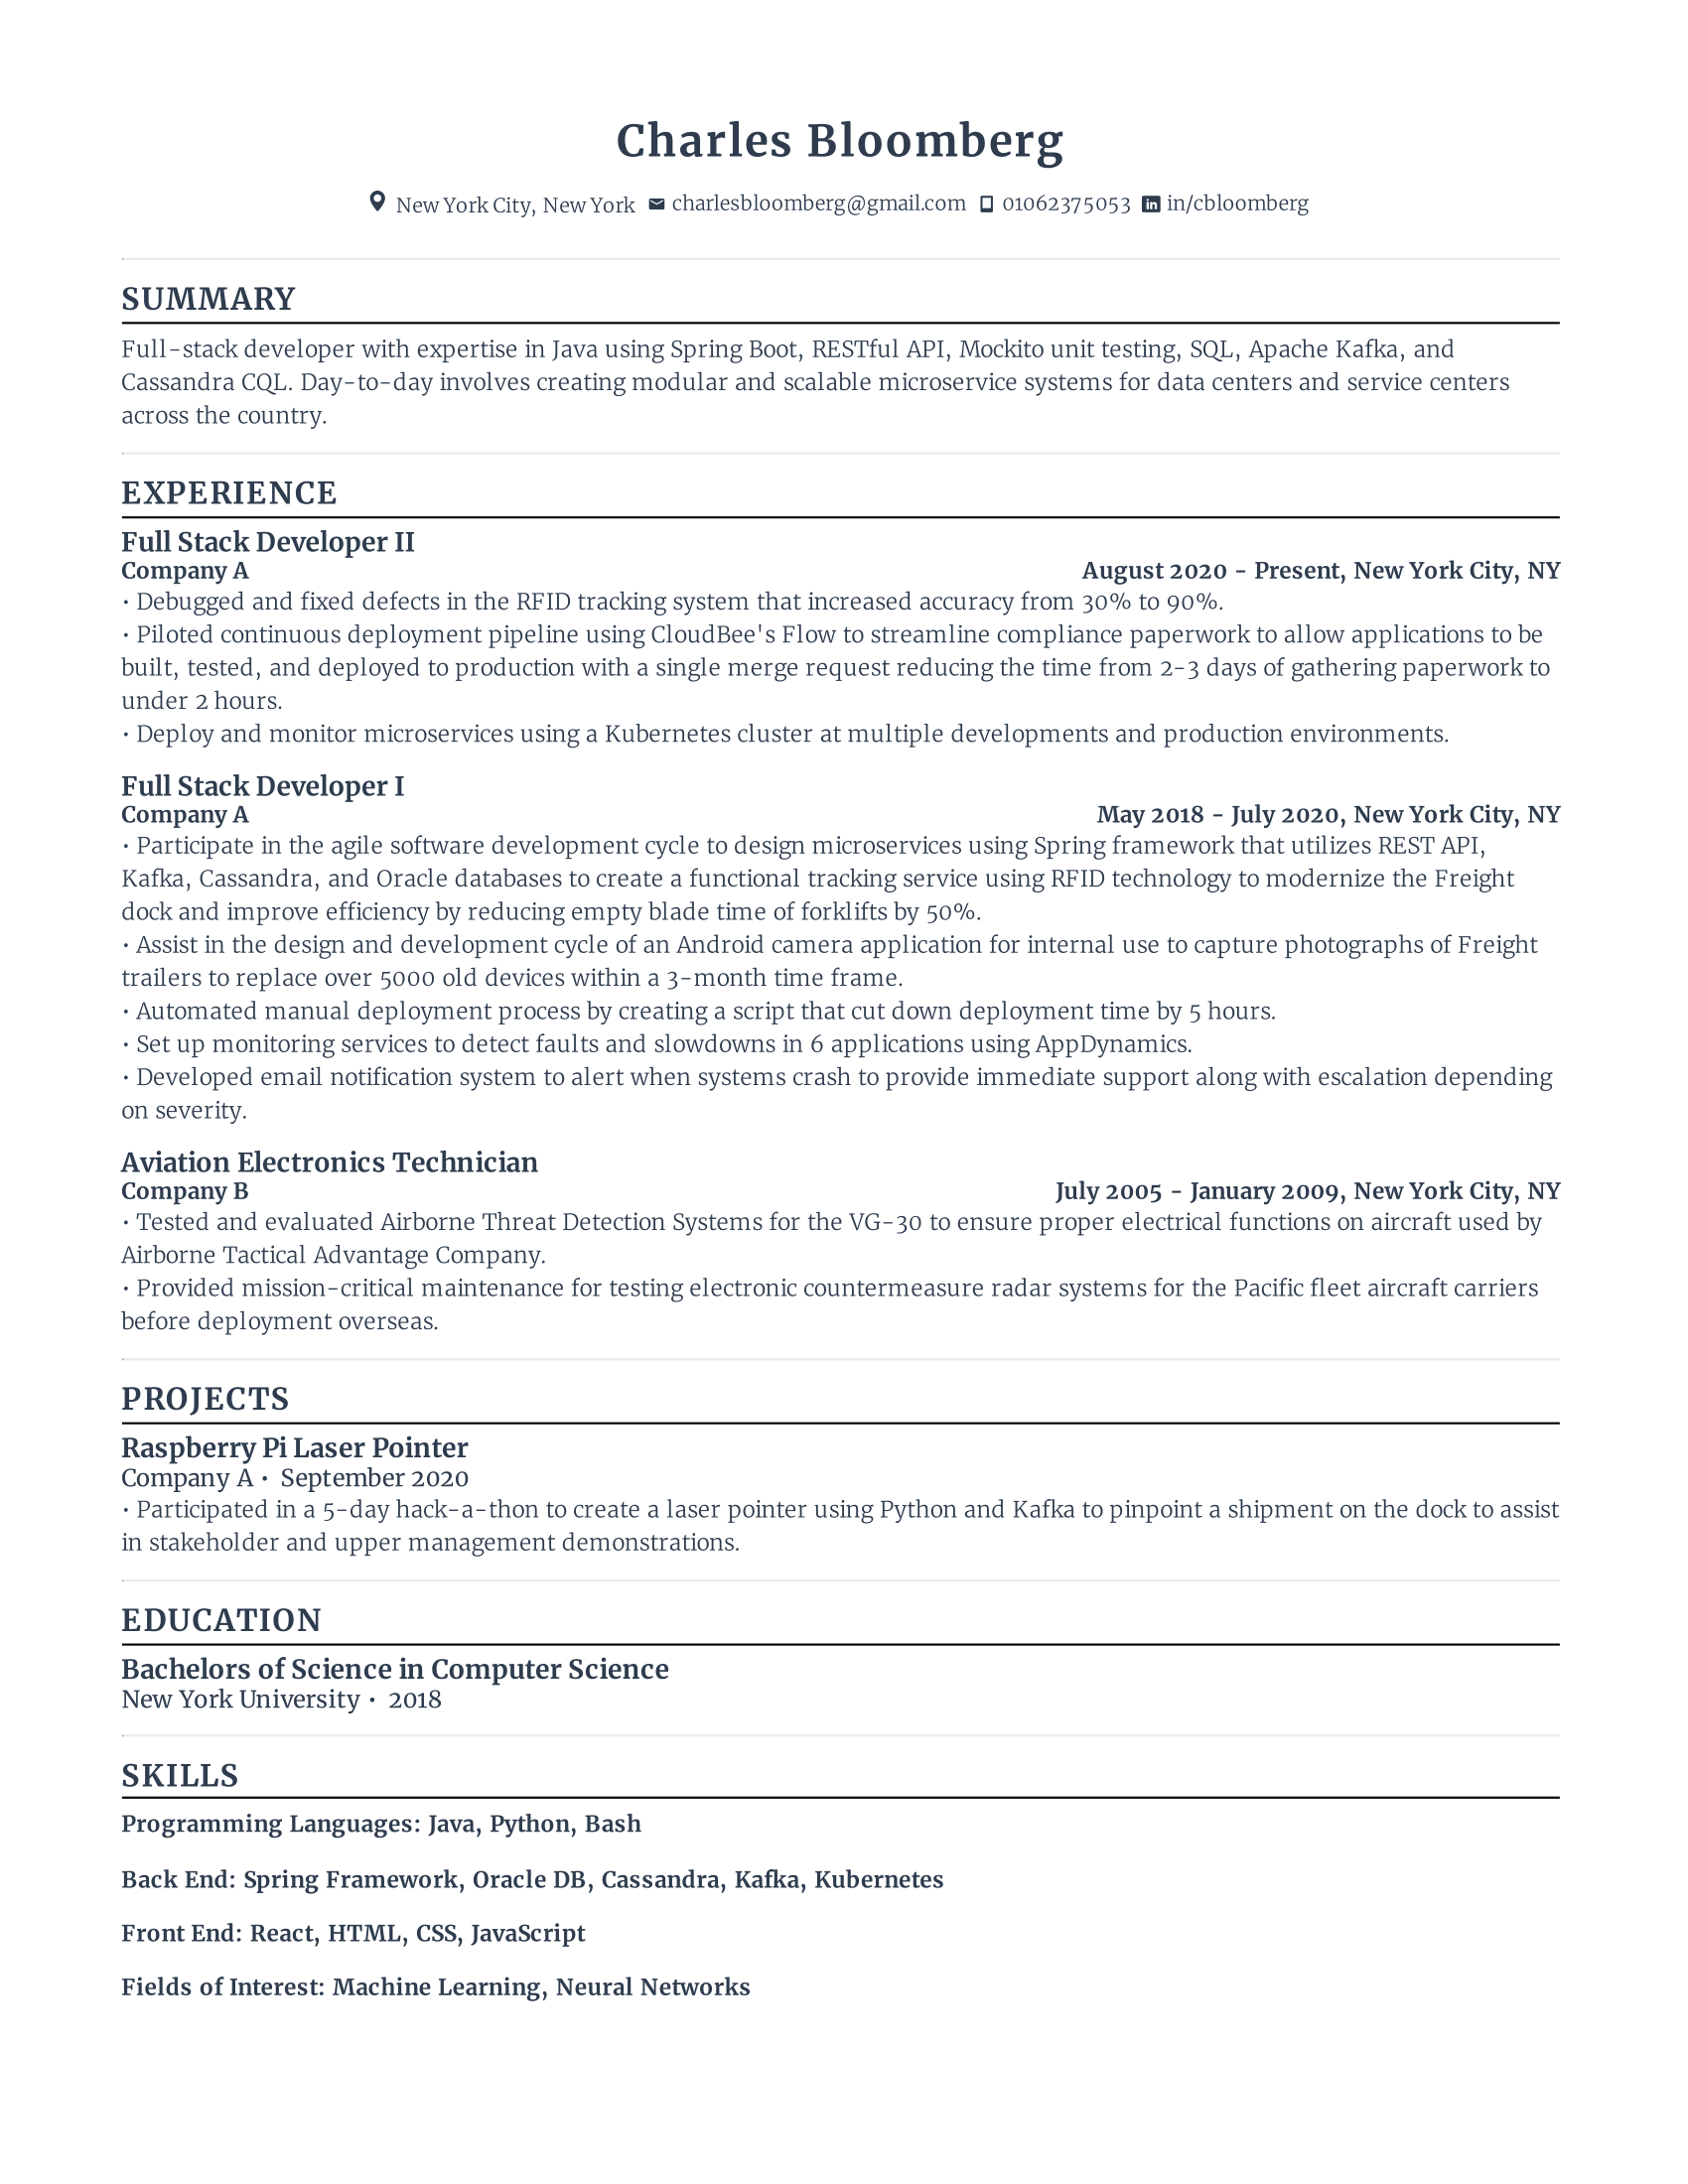 Charles Bloomberg
New York City, New York charlesbloomberg@gmail.com 01062375053 in/cbloomberg
SUMMARY
Full-stack developer with expertise in Java using Spring Boot, RESTful API, Mockito unit testing, SQL, Apache Kafka, and
Cassandra CQL. Day-to-day involves creating modular and scalable microservice systems for data centers and service centers
across the country.
EXPERIENCE
Full Stack Developer II
Company A August 2020 - Present, New York City, NY
• Debugged and fixed defects in the RFID tracking system that increased accuracy from 30% to 90%.
• Piloted continuous deployment pipeline using CloudBee's Flow to streamline compliance paperwork to allow applications to be
built, tested, and deployed to production with a single merge request reducing the time from 2-3 days of gathering paperwork to
under 2 hours.
• Deploy and monitor microservices using a Kubernetes cluster at multiple developments and production environments.
Full Stack Developer I
Company A May 2018 - July 2020, New York City, NY
• Participate in the agile software development cycle to design microservices using Spring framework that utilizes REST API,
Kafka, Cassandra, and Oracle databases to create a functional tracking service using RFID technology to modernize the Freight
dock and improve efficiency by reducing empty blade time of forklifts by 50%.
• Assist in the design and development cycle of an Android camera application for internal use to capture photographs of Freight
trailers to replace over 5000 old devices within a 3-month time frame.
• Automated manual deployment process by creating a script that cut down deployment time by 5 hours.
• Set up monitoring services to detect faults and slowdowns in 6 applications using AppDynamics.
• Developed email notification system to alert when systems crash to provide immediate support along with escalation depending
on severity.
Aviation Electronics Technician
Company B July 2005 - January 2009, New York City, NY
• Tested and evaluated Airborne Threat Detection Systems for the VG-30 to ensure proper electrical functions on aircraft used by
Airborne Tactical Advantage Company.
• Provided mission-critical maintenance for testing electronic countermeasure radar systems for the Pacific fleet aircraft carriers
before deployment overseas.
PROJECTS
Raspberry Pi Laser Pointer
Company A • September 2020
• Participated in a 5-day hack-a-thon to create a laser pointer using Python and Kafka to pinpoint a shipment on the dock to assist
in stakeholder and upper management demonstrations.
EDUCATION
Bachelors of Science in Computer Science
New York University • 2018
SKILLS
Programming Languages: Java, Python, Bash
Back End: Spring Framework, Oracle DB, Cassandra, Kafka, Kubernetes
Front End: React, HTML, CSS, JavaScript
Fields of Interest: Machine Learning, Neural Networks